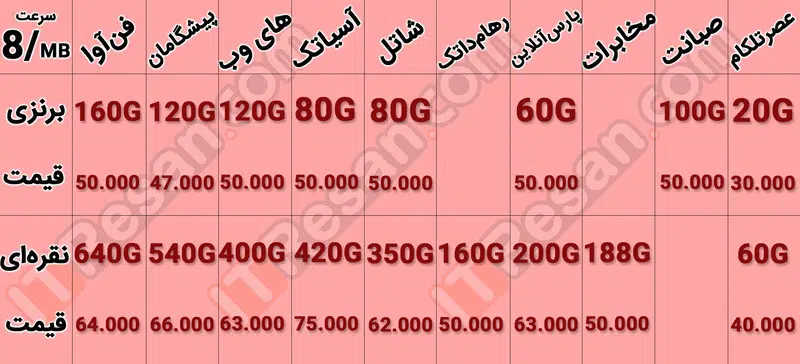 سرعت 8/MB فن‌آوا پیشگامان های وب آسیاتک شاتل رهام‌داتک پارس‌آنلاین مخابرات صبانت عصرتلکام
برنزی 160G 120G 120G 80G 80G 60G 100G 20G
قیمت 50.000 47.000 50.000 50.000 50.000 50.000 50.000 30.000
نقره‌ای 640G 540G 400G 420G 350G 160G 200G 188G 60G
قیمت 64.000 66.000 63.000 75.000 62.000 50.000 63.000 50.000 40.000
ITResan.com
ITResan.com
ITResan.com